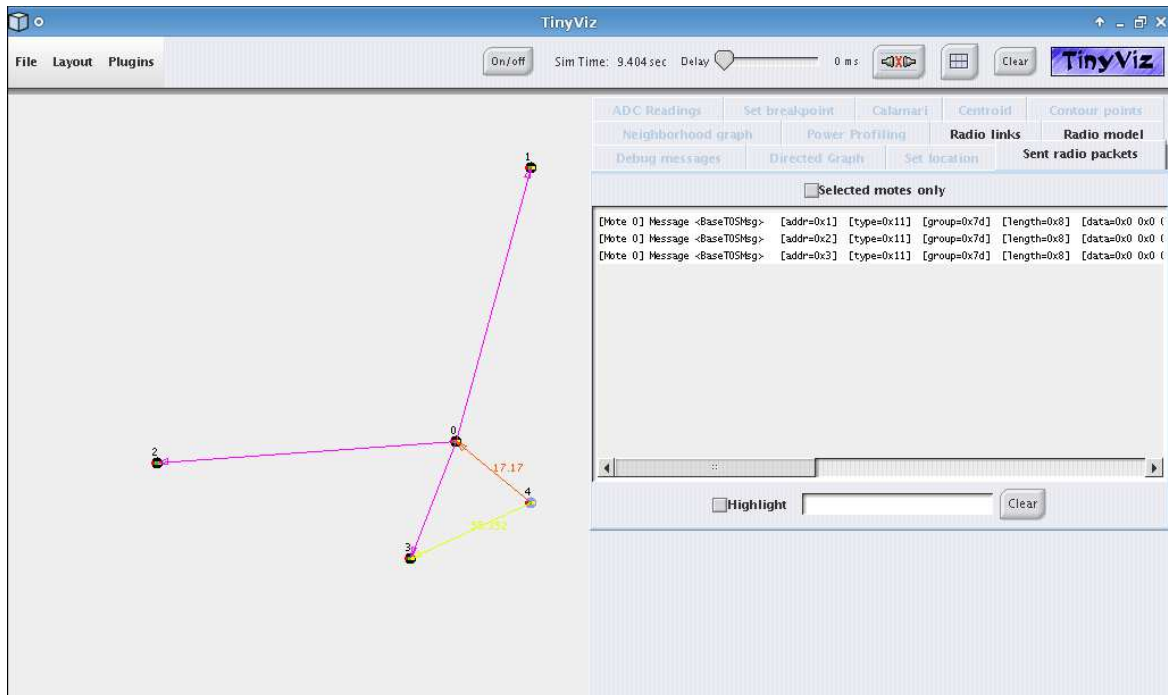 TinyViz
File Layout Plugins On/off Sim Time: 9.404 sec Delay 0 ms Clear TinyViz
ADC Readings Set breakpoint Calamari Centroid Contour points
Neighborhood graph Power Profiling Radio links Radio model
Debug messages Directed Graph Set location Sent radio packets
Selected motes only
[Mote 0] Message <BaseTOSMsg> [addr=0x1] [type=0x11] [group=0x7d] [length=0x8] [data=0x0 0x0
[Mote 0] Message <BaseTOSMsg> [addr=0x2] [type=0x11] [group=0x7d] [length=0x8] [data=0x0 0x0
[Mote 0] Message <BaseTOSMsg> [addr=0x3] [type=0x11] [group=0x7d] [length=0x8] [data=0x0 0x0
Highlight Clear
1
0
2
17.17
4
3